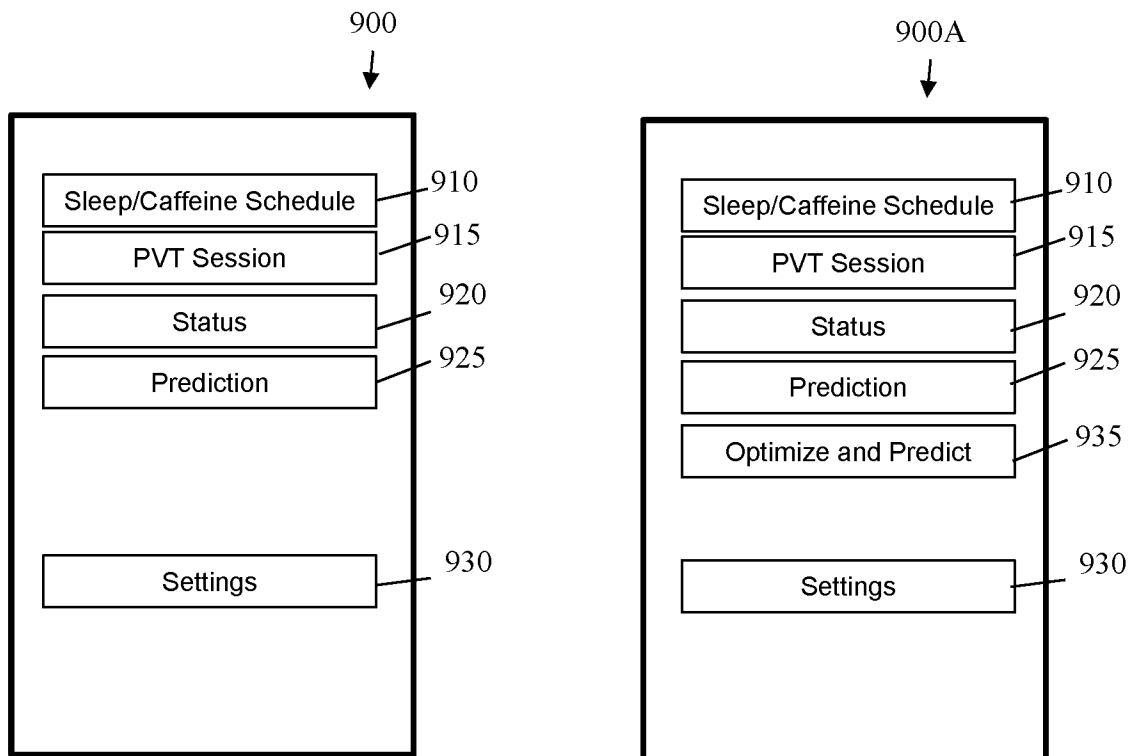 900
Sleep/Caffeine Schedule
910
PVT Session
915
Status
920
Prediction
925
Settings
930
900A
Sleep/Caffeine Schedule
910
PVT Session
915
Status
920
Prediction
925
Optimize and Predict
935
Settings
930